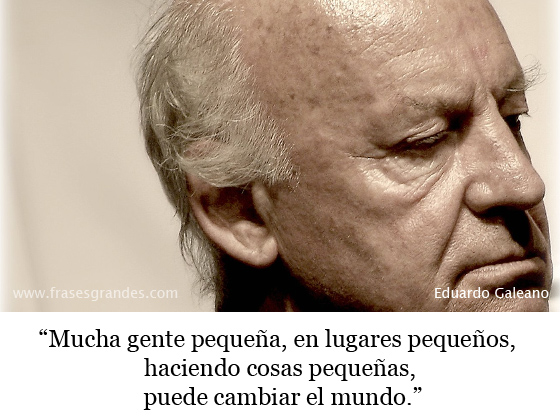 www.frasesgrandes.com
Eduardo Galeano
“Mucha gente pequeña, en lugares pequeños,
haciendo cosas pequeñas,
puede cambiar el mundo.”